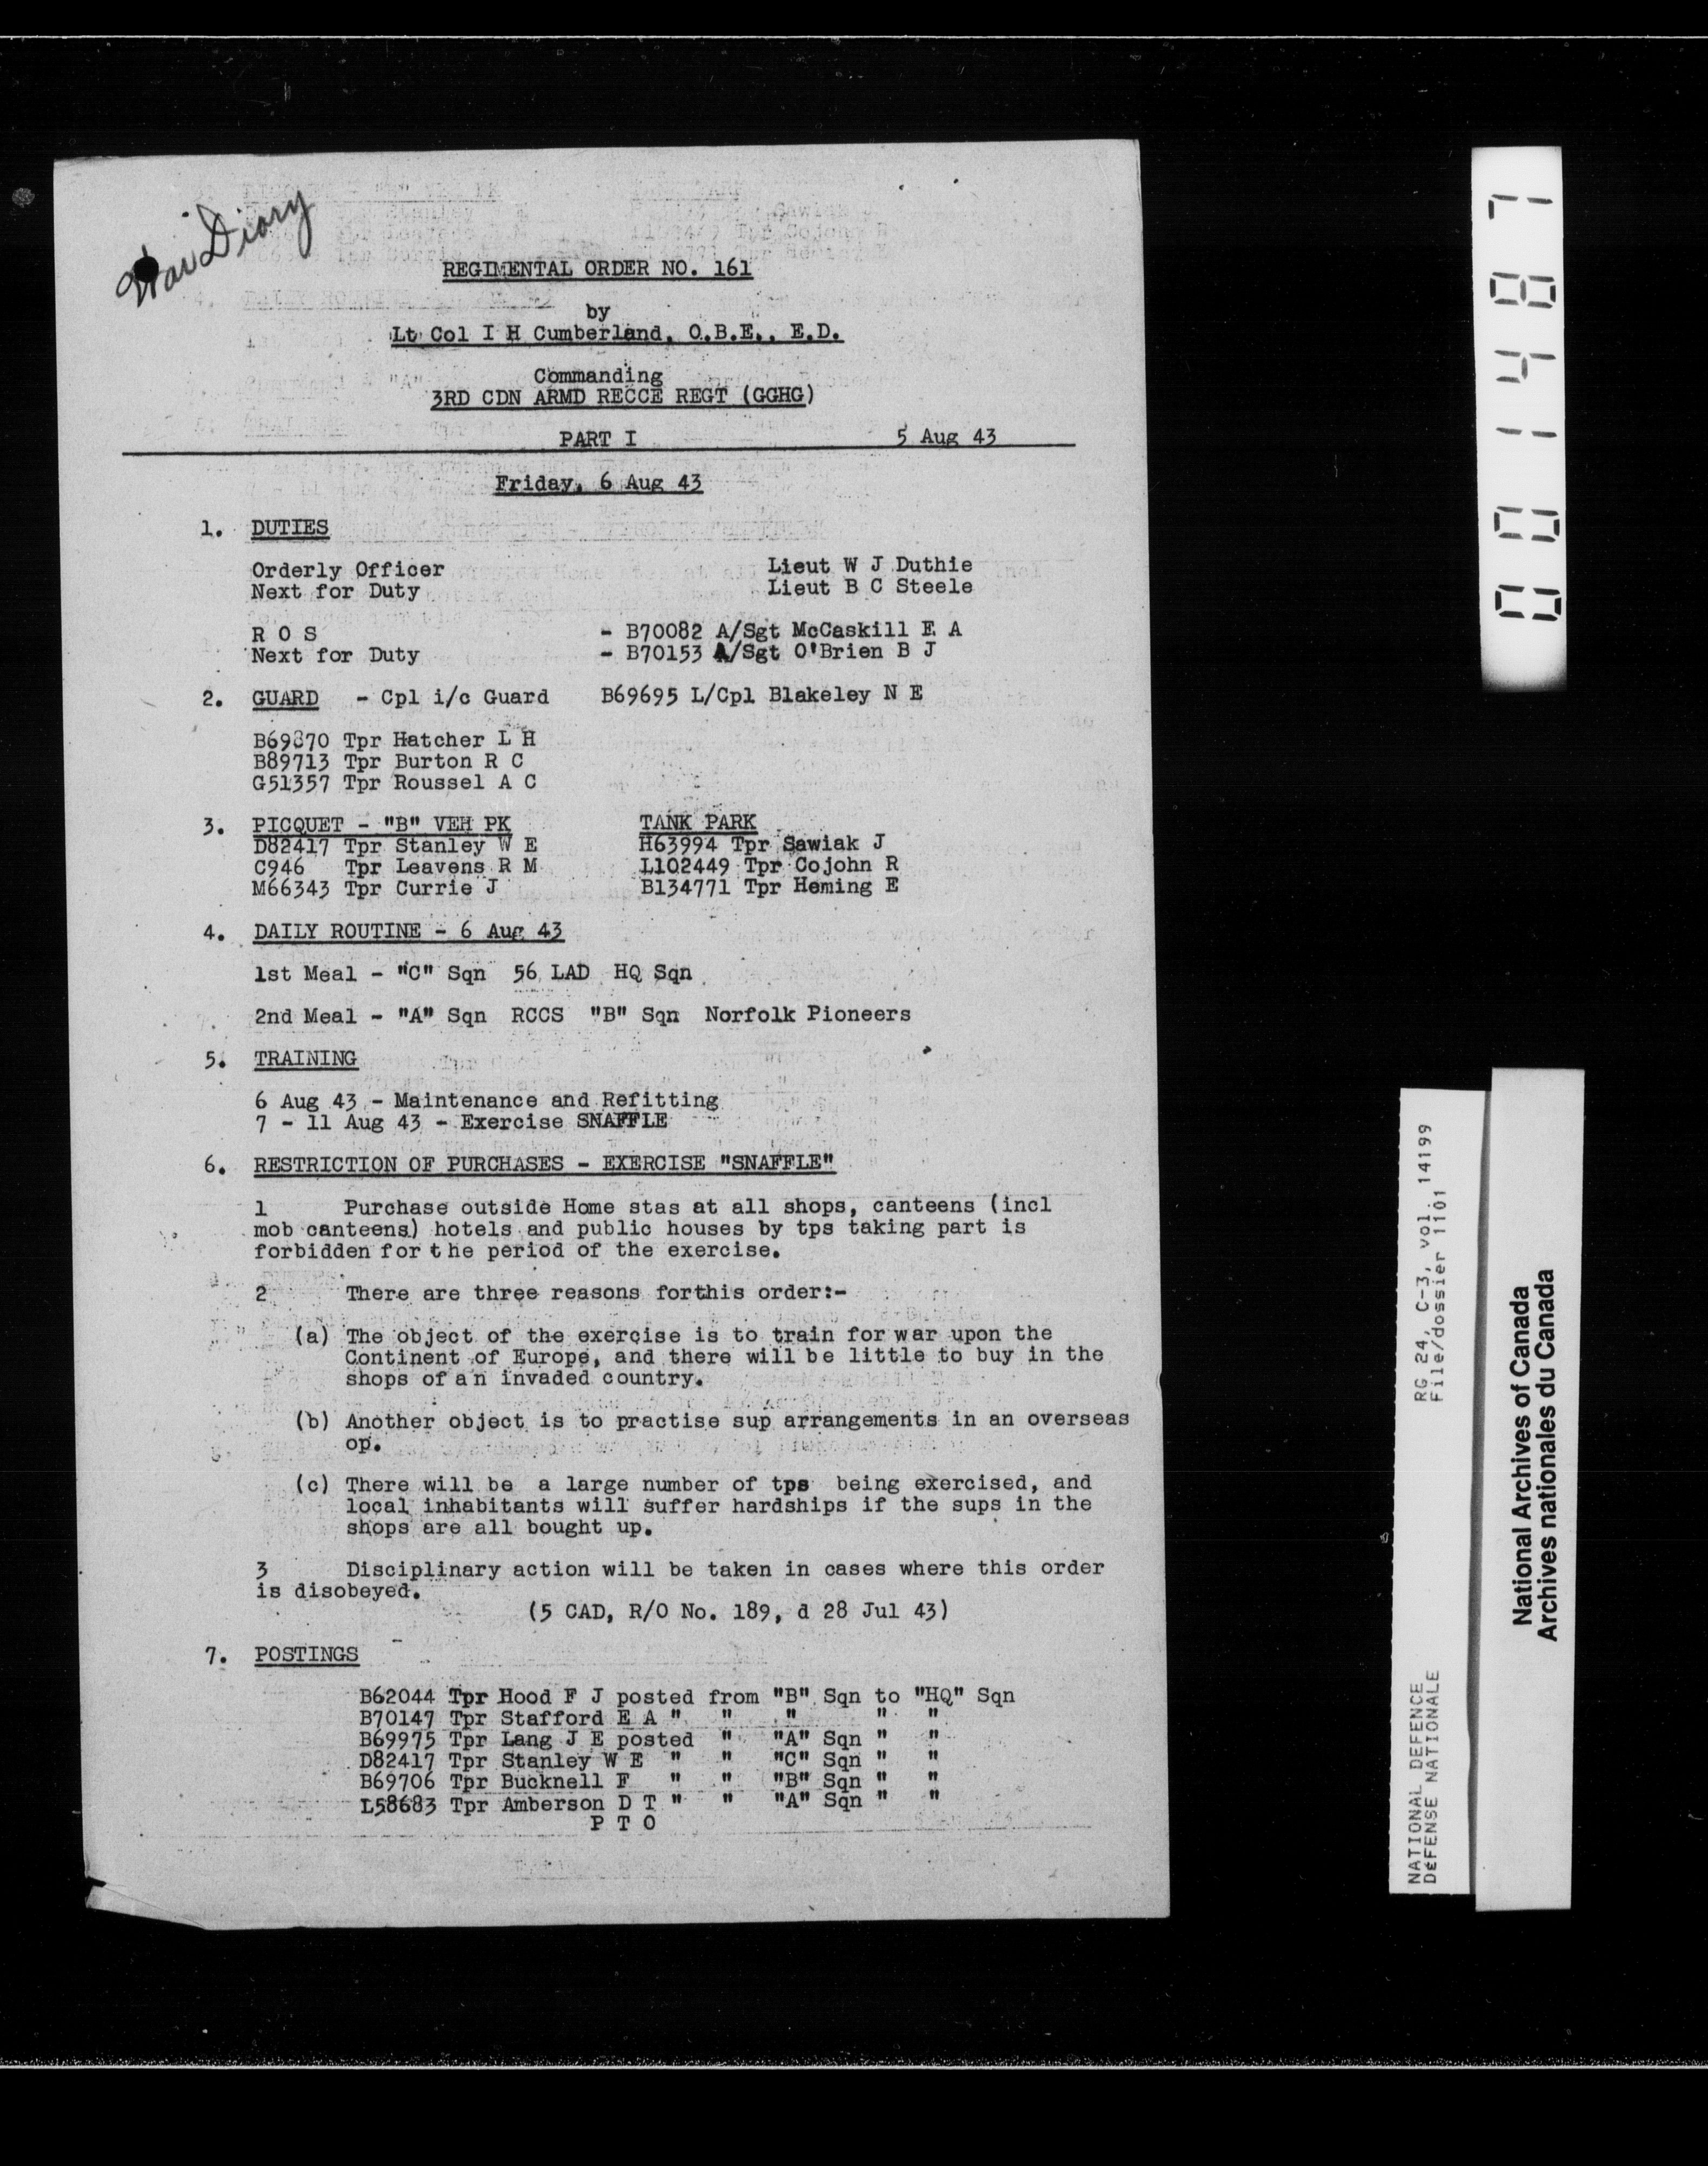 War Diary
REGIMENTAL ORDER NO. 161
by
Lt Col I H Cumberland, O.B.E., E.D.
Commanding
3RD CDN ARMD RECCE REGT (GGHG)
PART I 5 Aug 43
Friday, 6 Aug 43
1. DUTIES
Orderly Officer Lieut W J Duthie
Next for Duty Lieut B C Steele
R O S - B70082 A/Sgt McCaskill E A
Next for Duty - B70153 A/Sgt O'Brien B J
2. GUARD - Cpl i/c Guard B69695 L/Cpl Blakeley N E
B69870 Tpr Hatcher L H
B89713 Tpr Burton R C
G51357 Tpr Roussel A C
3. PICQUET - "B" VEH PK TANK PARK
D82417 Tpr Stanley W E H63994 Tpr Sawiak J
C946 Tpr Leavens R M L102449 Tpr Cojohn R
M66343 Tpr Currie J B134771 Tpr Heming E
4. DAILY ROUTINE - 6 Aug 43
1st Meal - "C" Sqn 56 LAD HQ Sqn
2nd Meal - "A" Sqn RCCS "B" Sqn Norfolk Pioneers
5. TRAINING
6 Aug 43 - Maintenance and Refitting
7 - 11 Aug 43 - Exercise SNAFFLE
6. RESTRICTION OF PURCHASES - EXERCISE "SNAFFLE"
1 Purchase outside Home stas at all shops, canteens (incl
mob canteens) hotels and public houses by tps taking part is
forbidden for the period of the exercise.
2 There are three reasons forthis order:-
(a) The object of the exercise is to train for war upon the
Continent of Europe, and there will be little to buy in the
shops of an invaded country.
(b) Another object is to practise sup arrangements in an overseas
op.
(c) There will be a large number of tps being exercised, and
local inhabitants will suffer hardships if the sups in the
shops are all bought up.
3 Disciplinary action will be taken in cases where this order
is disobeyed.
(5 CAD, R/O No. 189, d 28 Jul 43)
7. POSTINGS
B62044 Tpr Hood F J posted from "B" Sqn to "HQ" Sqn
B70147 Tpr Stafford E A " " " " "
B69975 Tpr Lang J E posted " "A" Sqn " "
D82417 Tpr Stanley W E " " "C" Sqn " "
B69706 Tpr Bucknell F " " "B" Sqn " "
L58683 Tpr Amberson D T " " "A" Sqn " "
P T O
001487
NATIONAL DEFENCE RG 24, C-3, vol. 14199
DÉFENSE NATIONALE File/dossier 1101
National Archives of Canada
Archives nationales du Canada